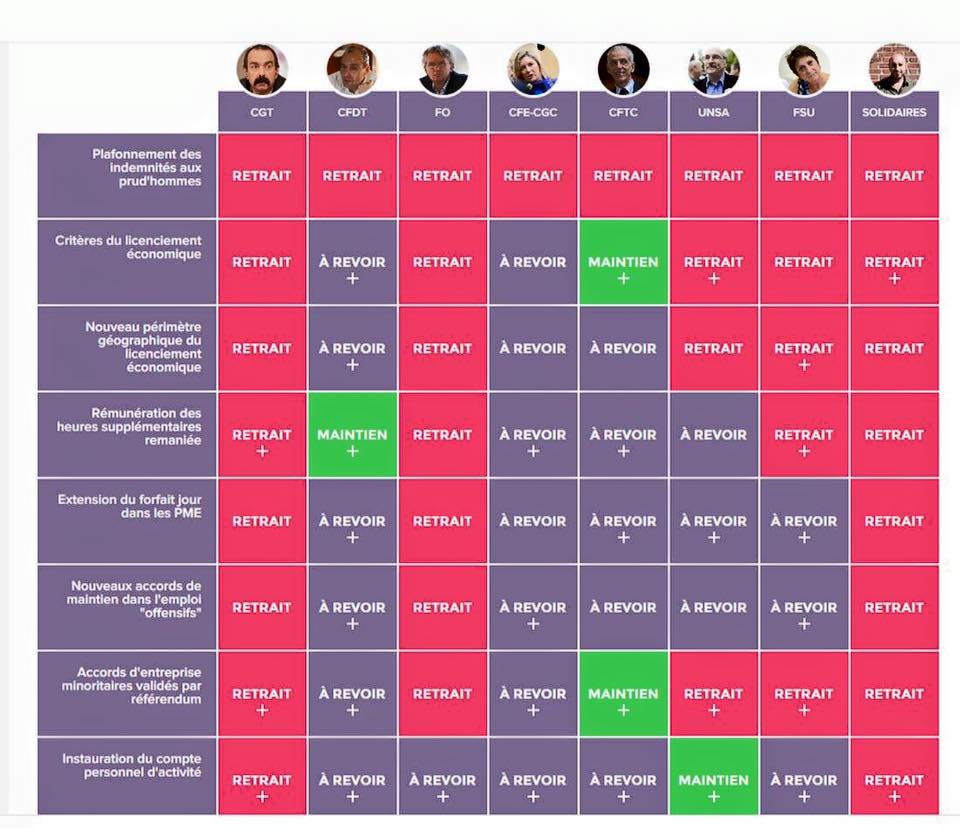 CGT CFDT FO CFE-CGC CFTC UNSA FSU SOLIDAIRES
Plafonnement des
indemnités aux
prud'hommes
RETRAIT RETRAIT RETRAIT RETRAIT RETRAIT RETRAIT RETRAIT RETRAIT
Critères du licenciement
économique
RETRAIT À REVOIR RETRAIT À REVOIR MAINTIEN RETRAIT RETRAIT RETRAIT
+ + + +
Nouveau périmètre
géographique du
licenciement
économique
RETRAIT À REVOIR RETRAIT À REVOIR À REVOIR RETRAIT RETRAIT RETRAIT
+ +
Rémunération des
heures supplémentaires
remaniée
RETRAIT MAINTIEN RETRAIT À REVOIR À REVOIR À REVOIR RETRAIT RETRAIT
+ + + + +
Extension du forfait jour
dans les PME
RETRAIT À REVOIR RETRAIT À REVOIR À REVOIR À REVOIR À REVOIR RETRAIT
+ + + +
Nouveaux accords de
maintien dans l'emploi
"offensifs"
RETRAIT À REVOIR RETRAIT À REVOIR À REVOIR À REVOIR À REVOIR RETRAIT
+ + +
Accords d'entreprise
minoritaires validés par
référendum
RETRAIT À REVOIR RETRAIT À REVOIR MAINTIEN RETRAIT RETRAIT RETRAIT
+ + + + + +
Instauration du compte
personnel d'activité
RETRAIT À REVOIR À REVOIR À REVOIR À REVOIR MAINTIEN À REVOIR RETRAIT
+ + + + + + + +